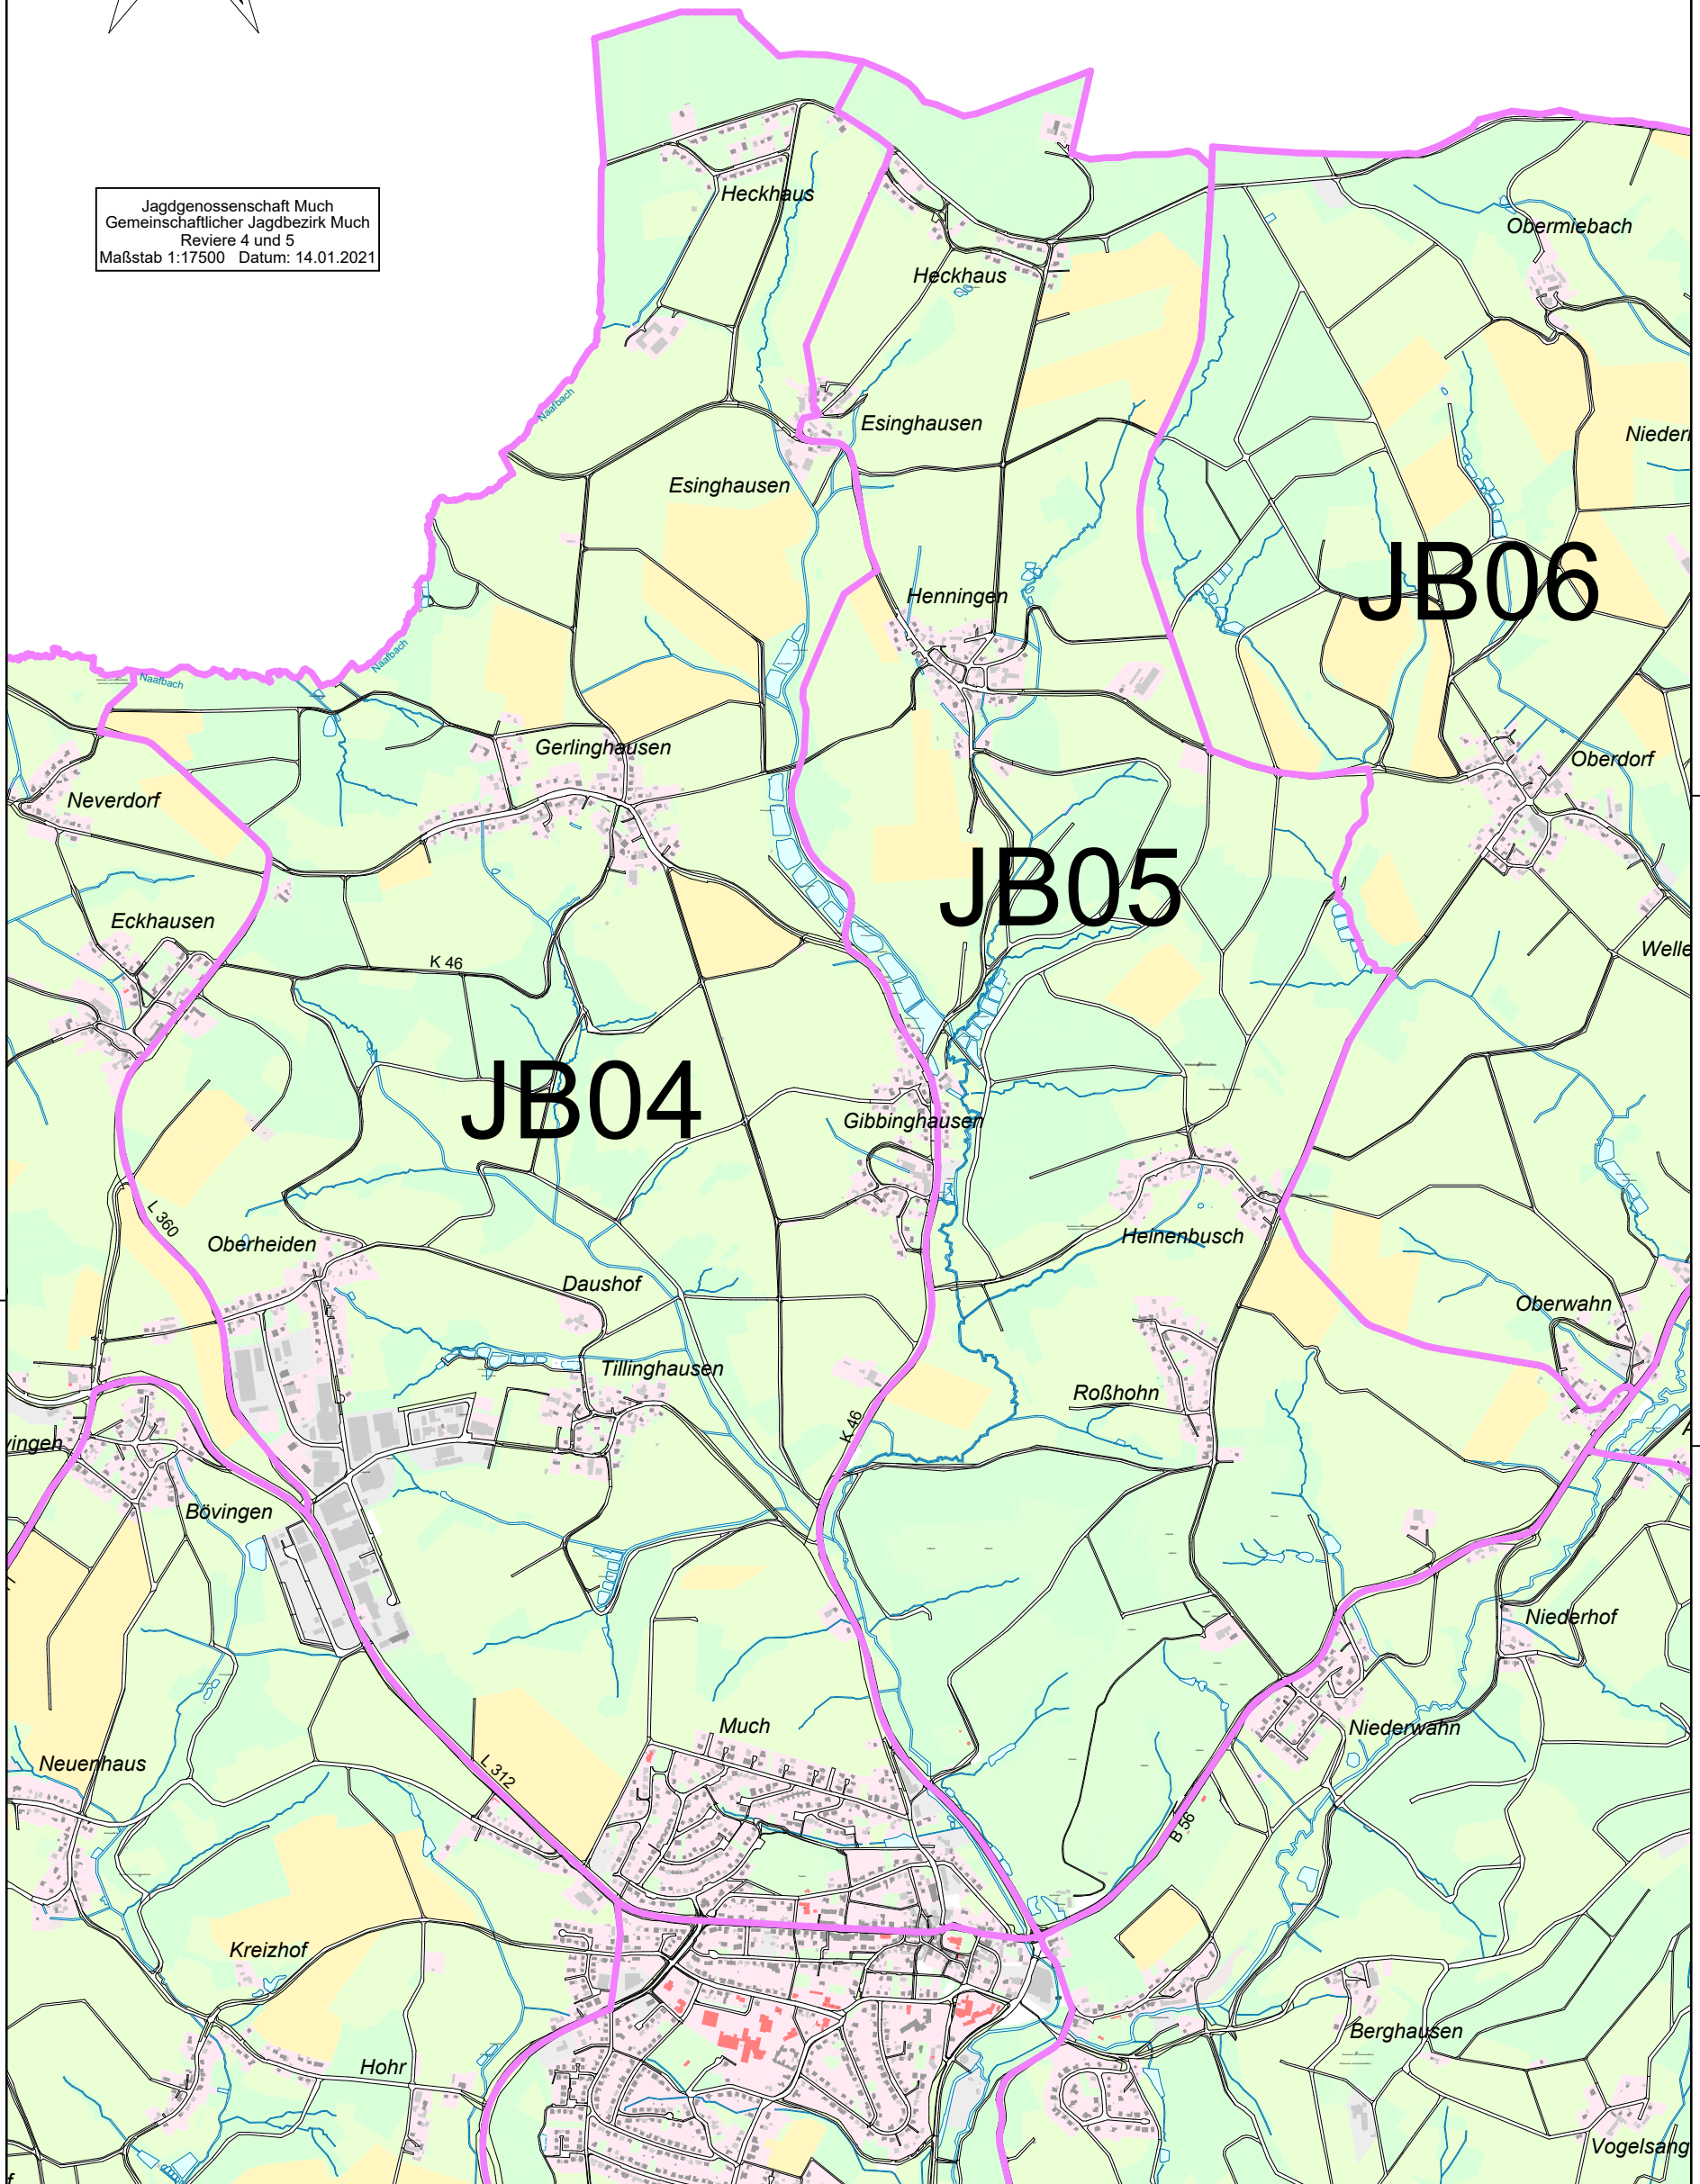 Jagdgenossenschaft Much
Gemeinschaftlicher Jagdbezirk Much
Reviere 4 und 5
Maßstab 1:17500 Datum: 14.01.2021
Heckhaus
Obermiebach
Heckhaus
Naafbach
Esinghausen
Niederr
Esinghausen
JB06
Henningen
Naafbach
Naafbach
Gerlinghausen
Oberdorf
Neverdorf
JB05
Eckhausen
Welle
K 46
JB04
Gibbinghausen
L 360
Heinenbusch
Oberheiden
Daushof
Oberwahn
Tillinghausen
Roßhohn
K 46
vingen
Bövingen
Niederhof
Much
Niederwahn
Neuenhaus
L 312
B 56
Kreizhof
Berghausen
Hohr
Vogelsang
f